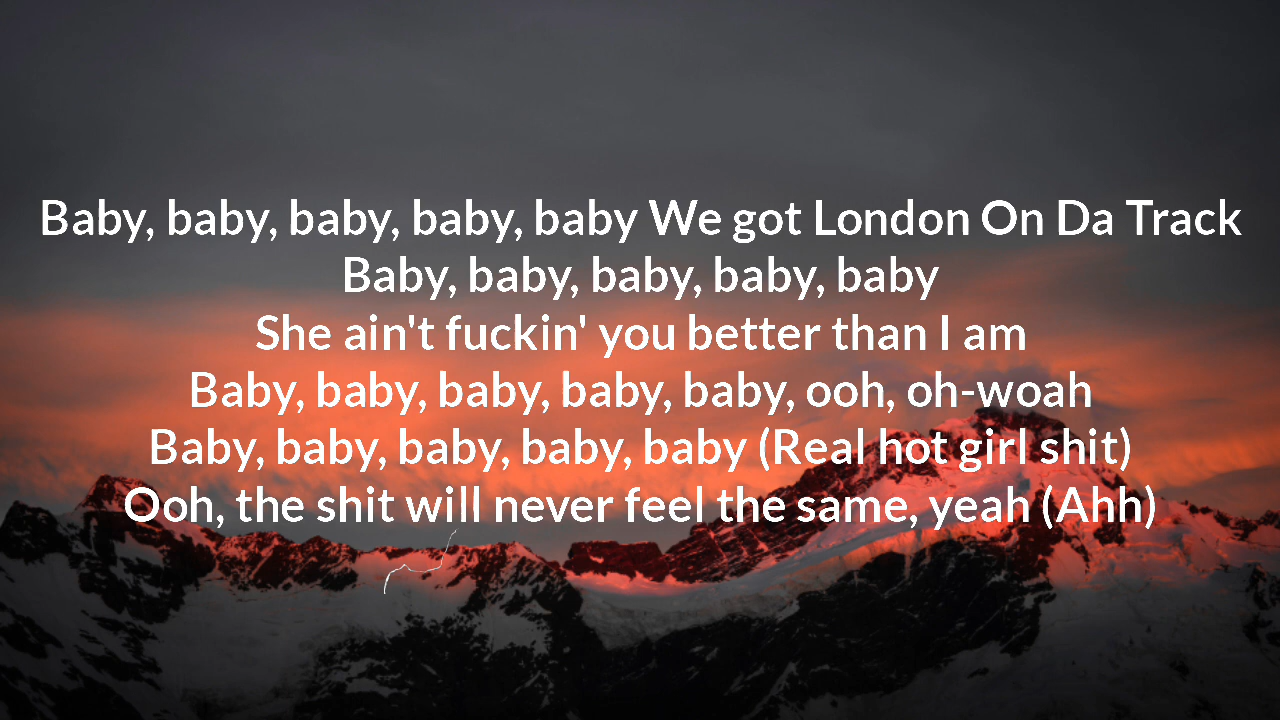 Baby, baby, baby, baby, baby We got London On Da Track
Baby, baby, baby, baby, baby
She ain't fuckin' you better than I am
Baby, baby, baby, baby, baby, ooh, oh-woah
Baby, baby, baby, baby, baby (Real hot girl shit)
Ooh, the shit will never feel the same, yeah (Ahh)